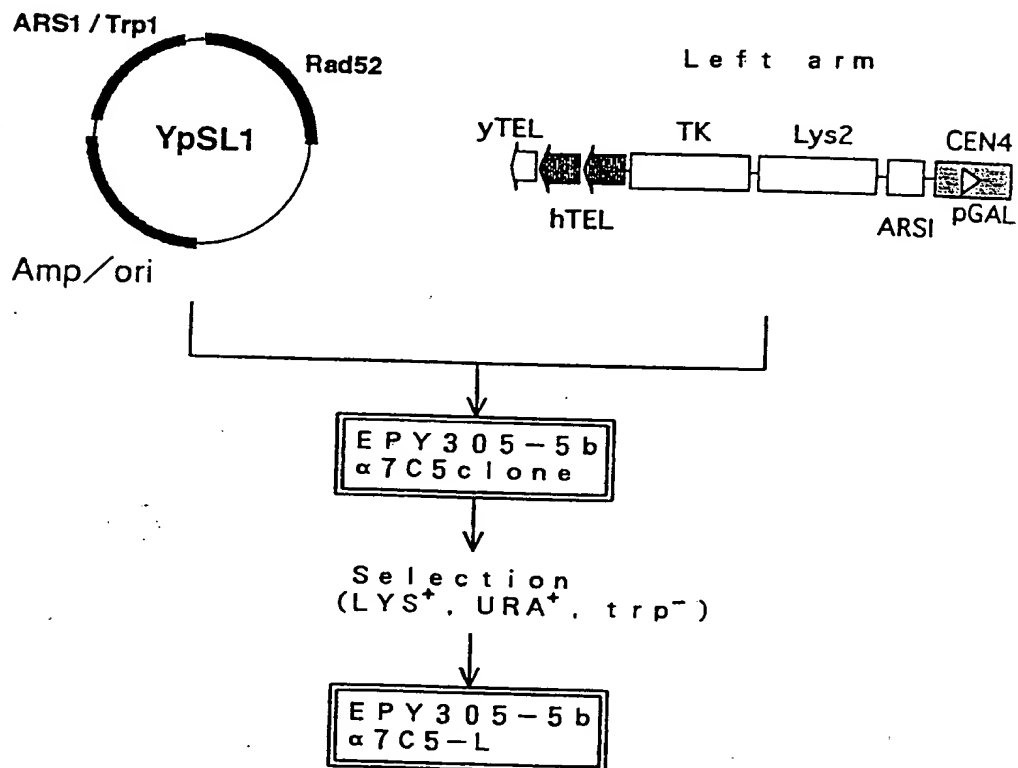 ARS1 / Trp1
Rad52
YpSL1
Amp/ori
Left arm
yTEL
TK
Lys2
CEN4
hTEL
ARSI
pGAL
EPY305-5b
α7C5clone
Selection
(LYS⁺, URA⁺, trp⁻)
EPY305-5b
α7C5-L